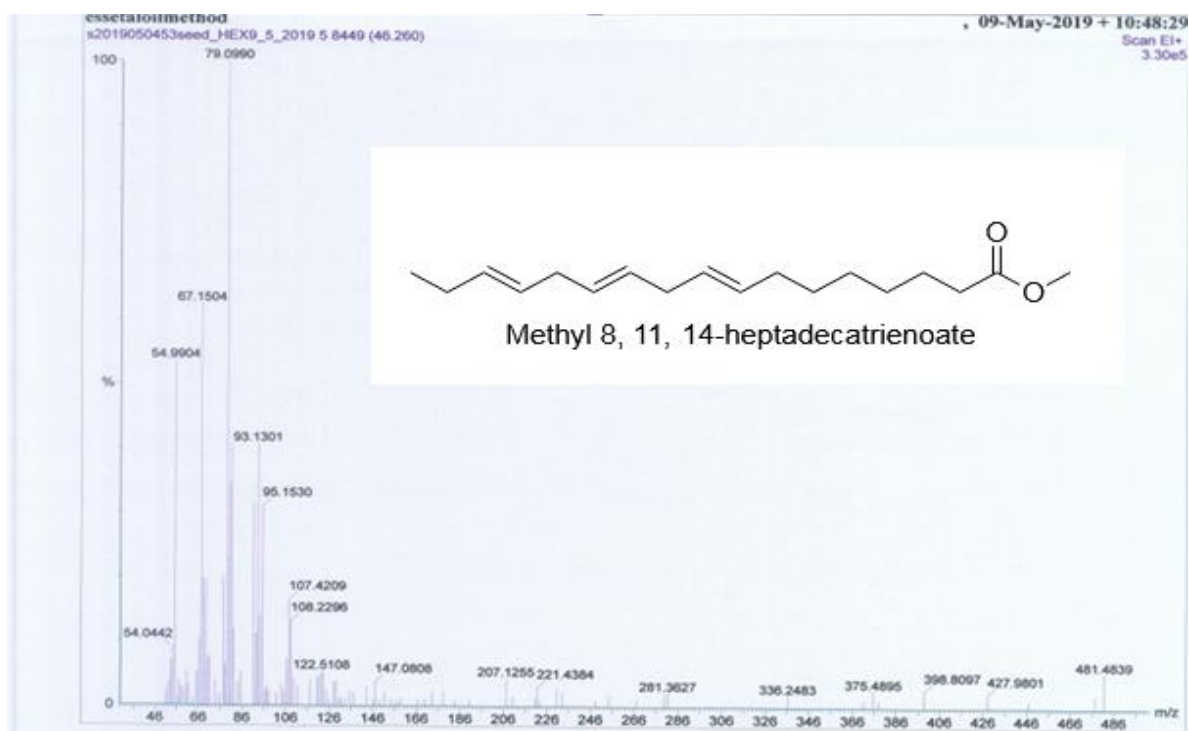 essetaloilmethod
, 09-May-2019 + 10:48:29
s2019050453seed_HEX9_5_2019 5 8449 (46.260)
Scan EI+
3.30e5
79.0990
100
67.1504
54.9904
%
93.1301
95.1530
107.4209
108.2296
54.0442
122.5108
147.0808
207.1255
221.4384
281.3627
336.2483
375.4895
398.8097
427.9801
481.4839
0
46 66 86 106 126 146 166 186 206 226 246 266 286 306 326 346 366 386 406 426 446 466 486 m/z
O
O
Methyl 8, 11, 14-heptadecatrienoate